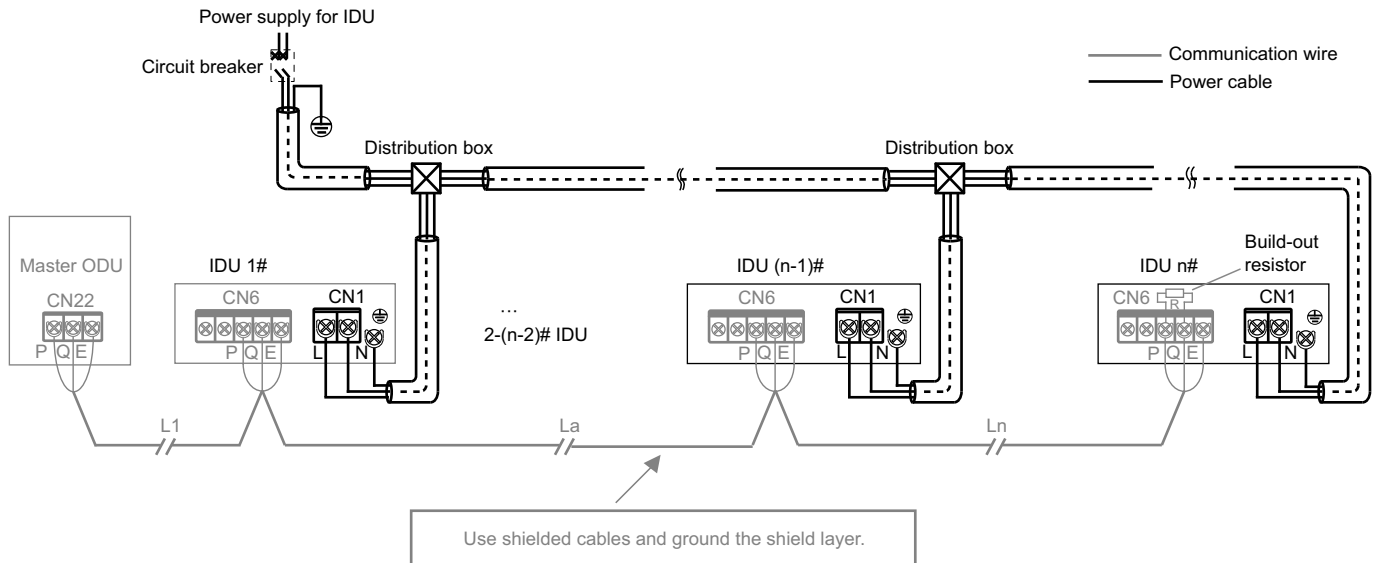 Power supply for IDU
Circuit breaker
Communication wire
Power cable
Distribution box
Distribution box
Master ODU
CN22
P Q E
IDU 1#
CN6
CN1
P Q E
L N
...
2-(n-2)# IDU
IDU (n-1)#
CN6
CN1
P Q E
L N
IDU n#
Build-out
resistor
CN6
R
CN1
P Q E
L N
L1
La
Ln
Use shielded cables and ground the shield layer.